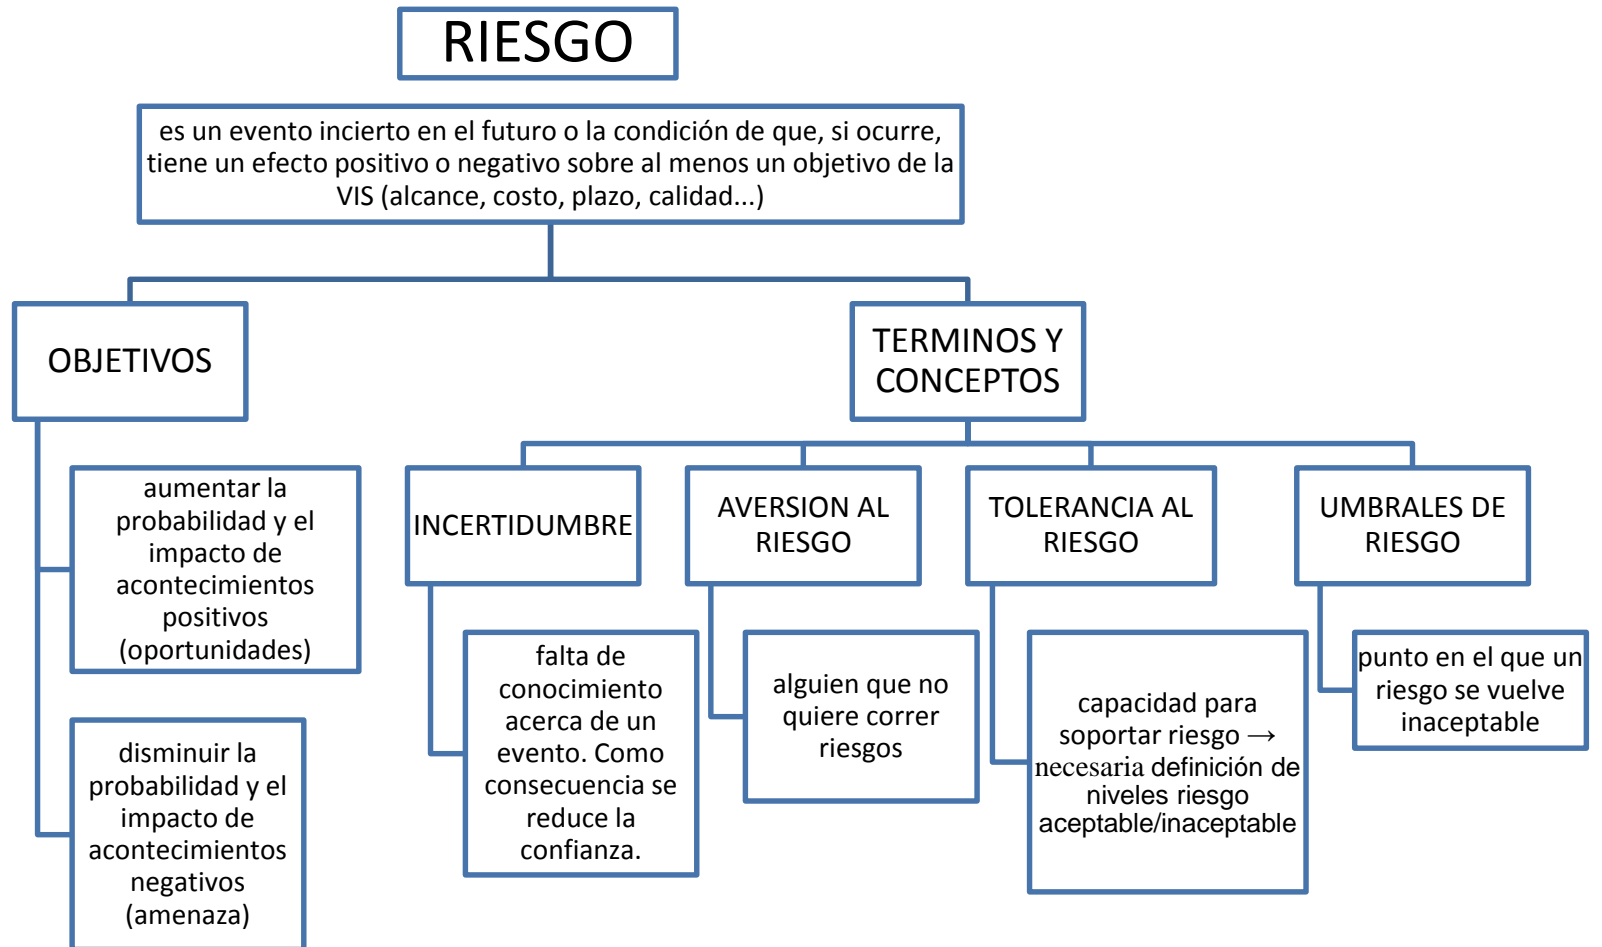 RIESGO
es un evento incierto en el futuro o la condición de que, si ocurre,
tiene un efecto positivo o negativo sobre al menos un objetivo de la
VIS (alcance, costo, plazo, calidad...)
OBJETIVOS
aumentar la
probabilidad y el
impacto de
acontecimientos
positivos
(oportunidades)
disminuir la
probabilidad y el
impacto de
acontecimientos
negativos
(amenaza)
TERMINOS Y
CONCEPTOS
INCERTIDUMBRE
falta de
conocimiento
acerca de un
evento. Como
consecuencia se
reduce la
confianza.
AVERSION AL
RIESGO
alguien que no
quiere correr
riesgos
TOLERANCIA AL
RIESGO
capacidad para
soportar riesgo →
necesaria definición de
niveles riesgo
aceptable/inaceptable
UMBRALES DE
RIESGO
punto en el que un
riesgo se vuelve
inaceptable